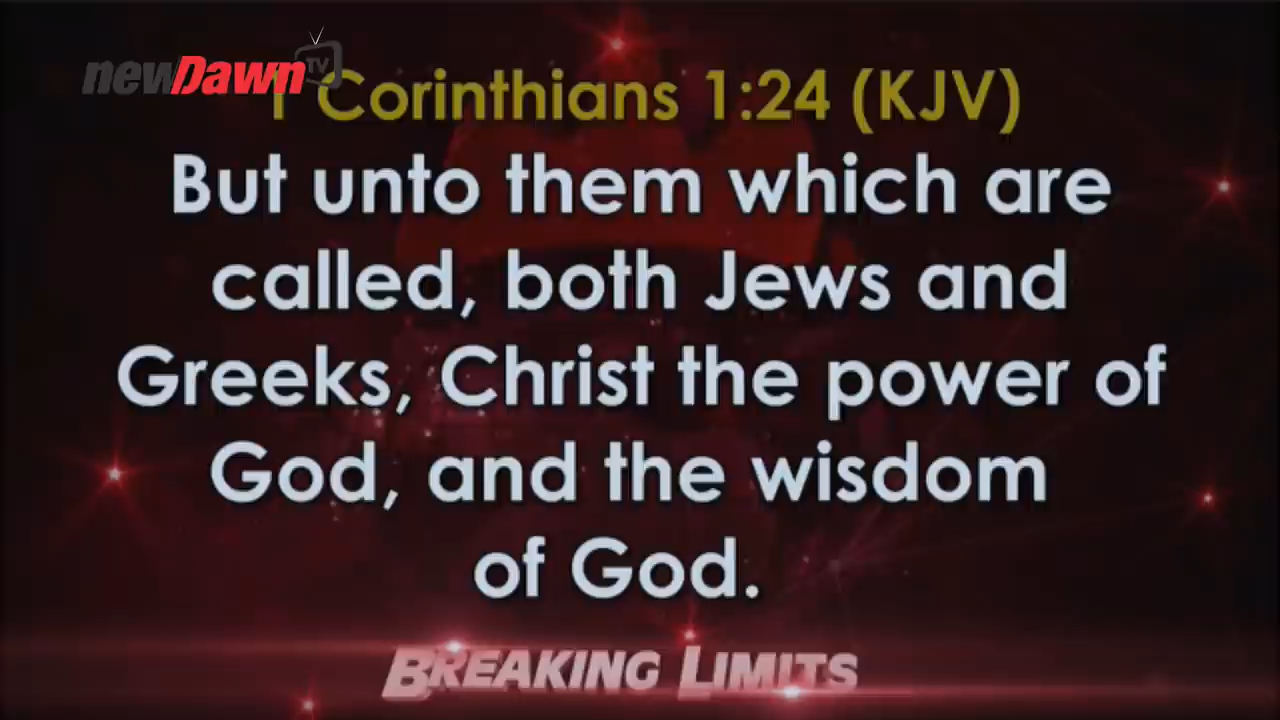 newDawn TV
1 Corinthians 1:24 (KJV)
But unto them which are
called, both Jews and
Greeks, Christ the power of
God, and the wisdom
of God.
BREAKING LIMITS